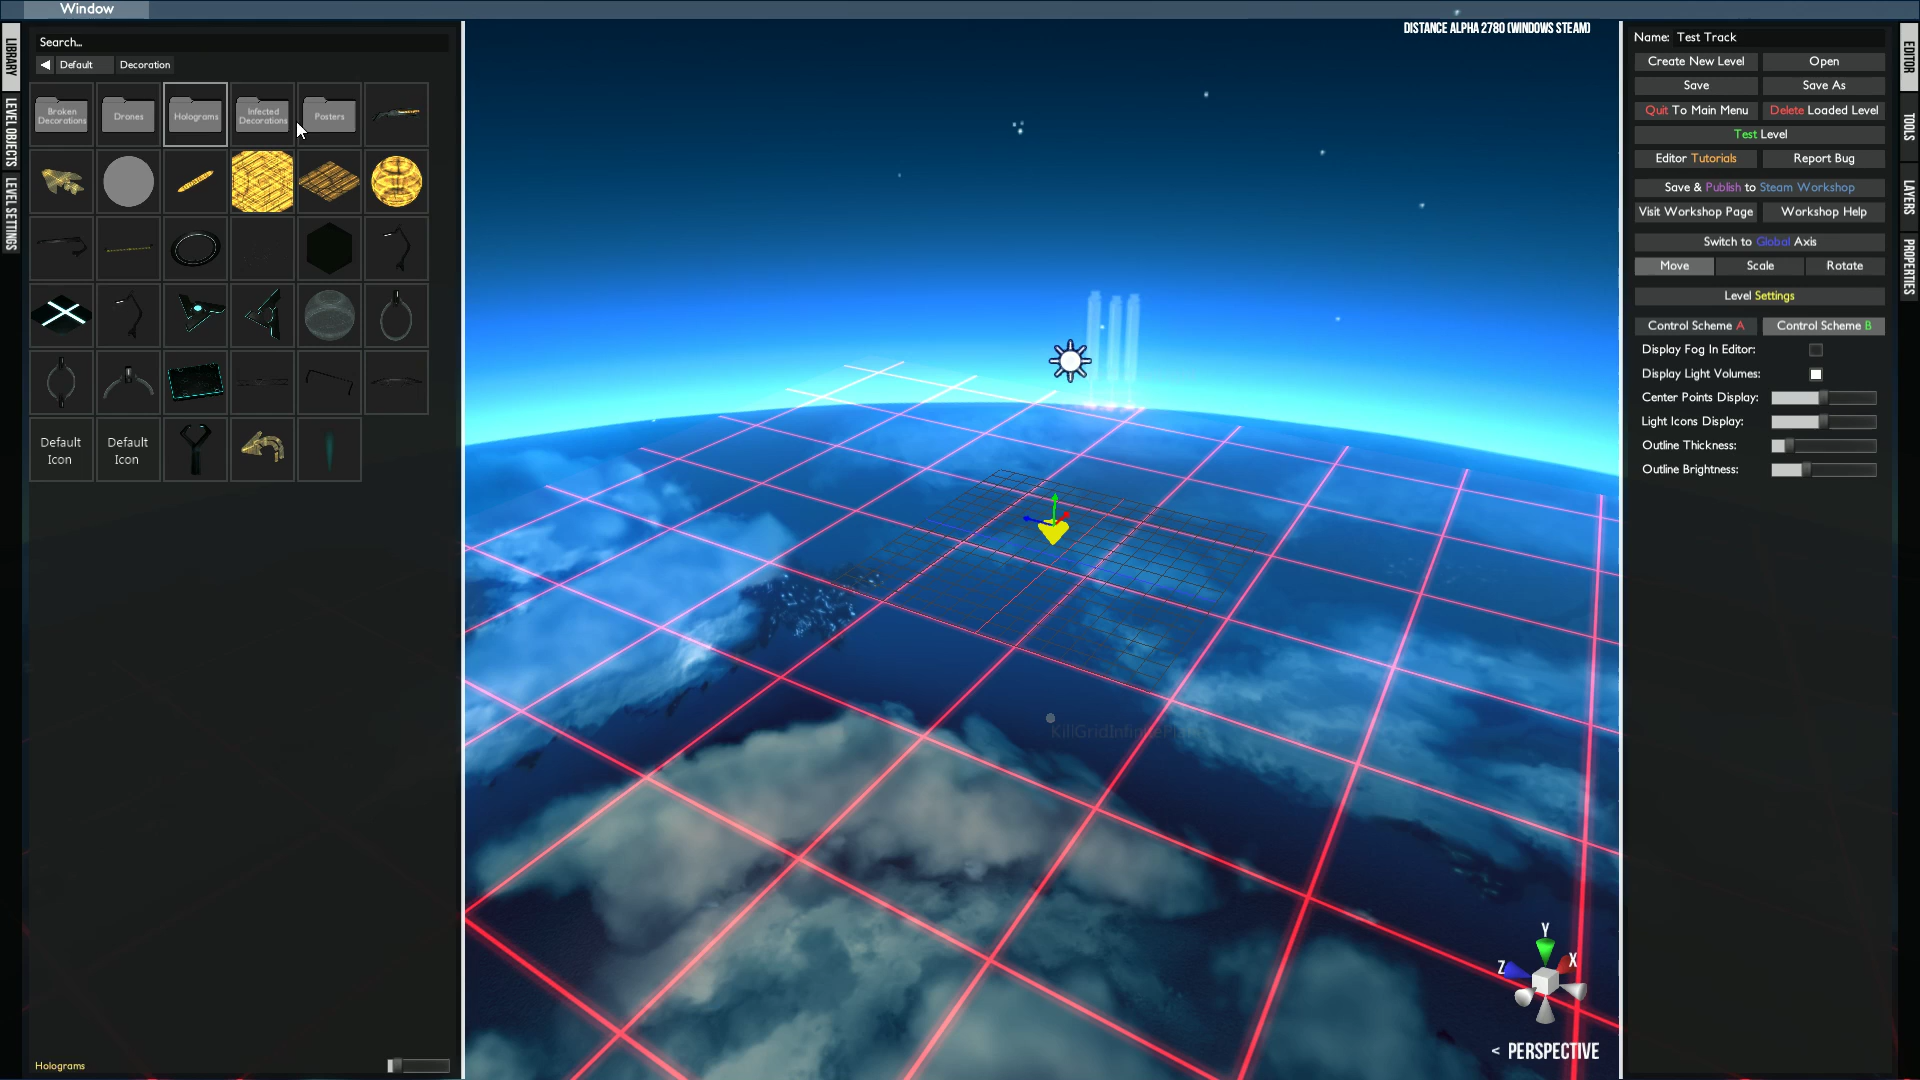 Window
DISTANCE ALPHA 2780 (WINDOWS STEAM)
LIBRARY
LEVEL OBJECTS
LEVEL SETTINGS
Search...
Default
Decoration
Broken Decorations
Drones
Holograms
Infected Decorations
Posters
Default Icon
Default Icon
Holograms
Y
Z
X
< PERSPECTIVE
Name: Test Track
Create New Level
Open
Save
Save As
Quit To Main Menu
Delete Loaded Level
Test Level
Editor Tutorials
Report Bug
Save & Publish to Steam Workshop
Visit Workshop Page
Workshop Help
Switch to Global Axis
Move
Scale
Rotate
Level Settings
Control Scheme A
Control Scheme B
Display Fog In Editor:
Display Light Volumes:
Center Points Display:
Light Icons Display:
Outline Thickness:
Outline Brightness:
EDITOR
TOOLS
LAYERS
PROPERTIES